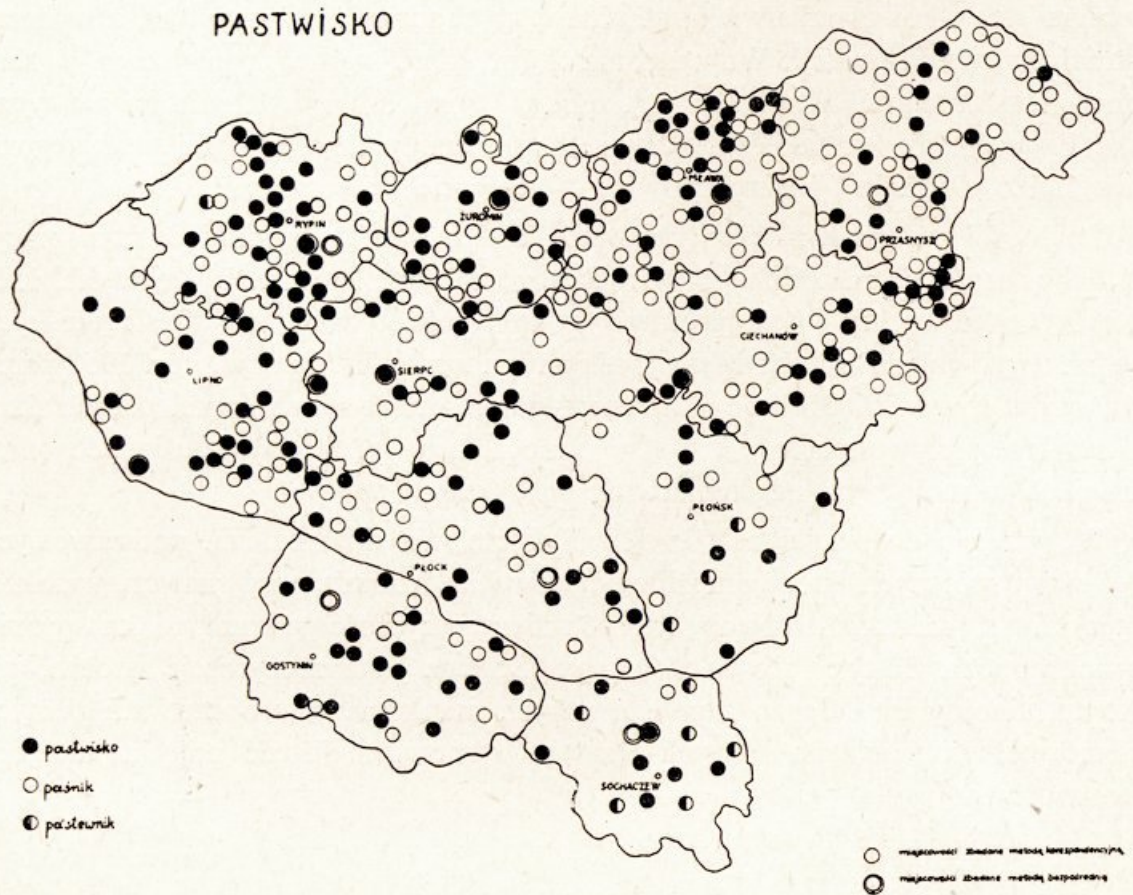 PASTWISKO
MŁAWA
ŻUROMIN
RYPIN
PRZASNYSZ
CIECHANÓW
SIERPC
LIPNO
PŁOŃSK
PŁOCK
GOSTYNIN
SOCHACZEW
pastwisko
paśnik
pastewnik
miejscowości zbadane metodą korespondencyjną
miejscowości zbadane metodą bezpośrednią